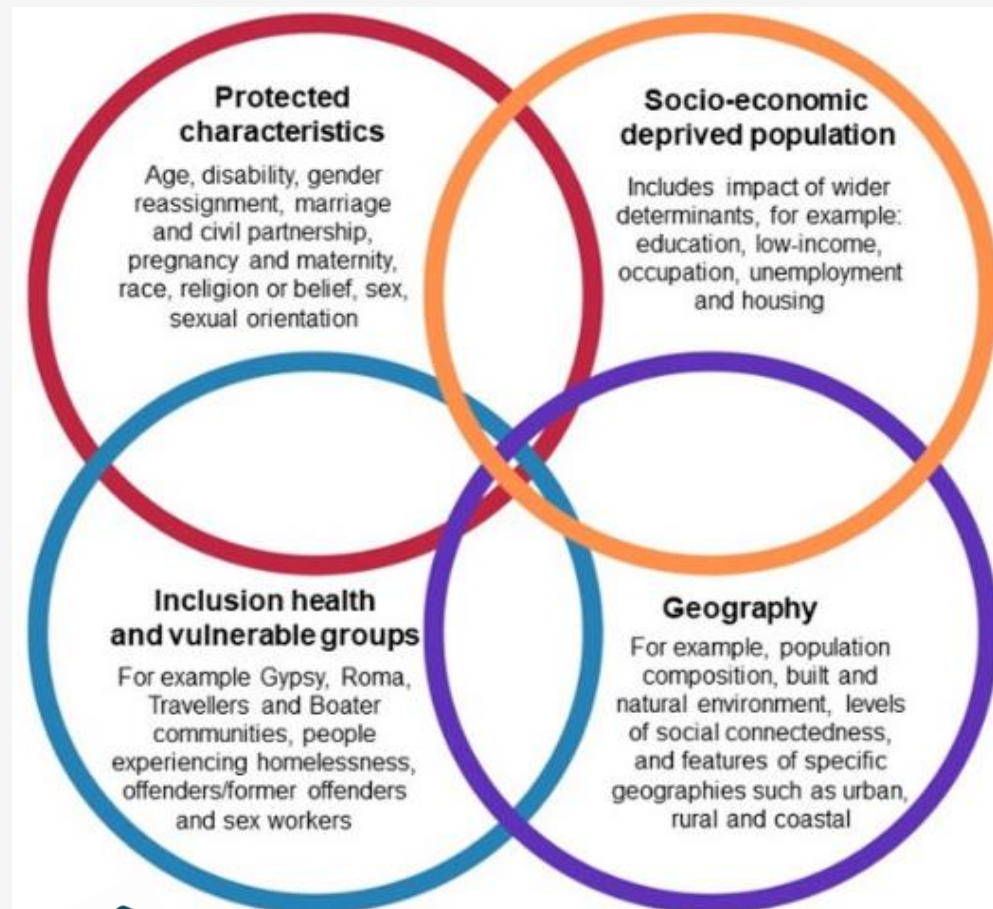 Protected
characteristics
Age, disability, gender
reassignment, marriage
and civil partnership,
pregnancy and maternity,
race, religion or belief, sex,
sexual orientation
Socio-economic
deprived population
Includes impact of wider
determinants, for example:
education, low-income,
occupation, unemployment
and housing
Inclusion health
and vulnerable groups
For example Gypsy, Roma,
Travellers and Boater
communities, people
experiencing homelessness,
offenders/former offenders
and sex workers
Geography
For example, population
composition, built and
natural environment, levels
of social connectedness,
and features of specific
geographies such as urban,
rural and coastal